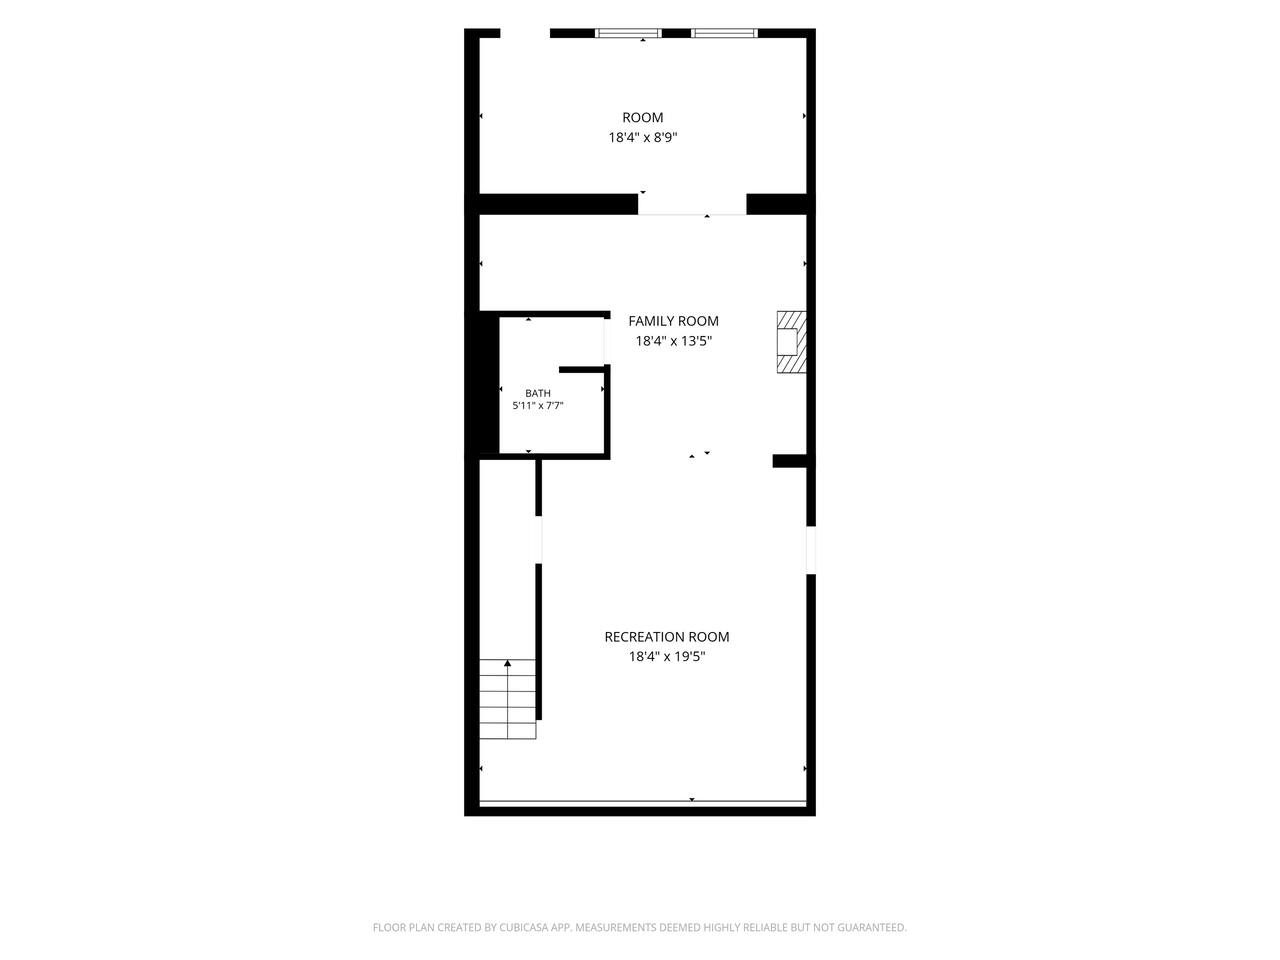 ROOM
18'4" x 8'9"
FAMILY ROOM
18'4" x 13'5"
BATH
5'11" x 7'7"
RECREATION ROOM
18'4" x 19'5"
FLOOR PLAN CREATED BY CUBICASA APP. MEASUREMENTS DEEMED HIGHLY RELIABLE BUT NOT GUARANTEED.